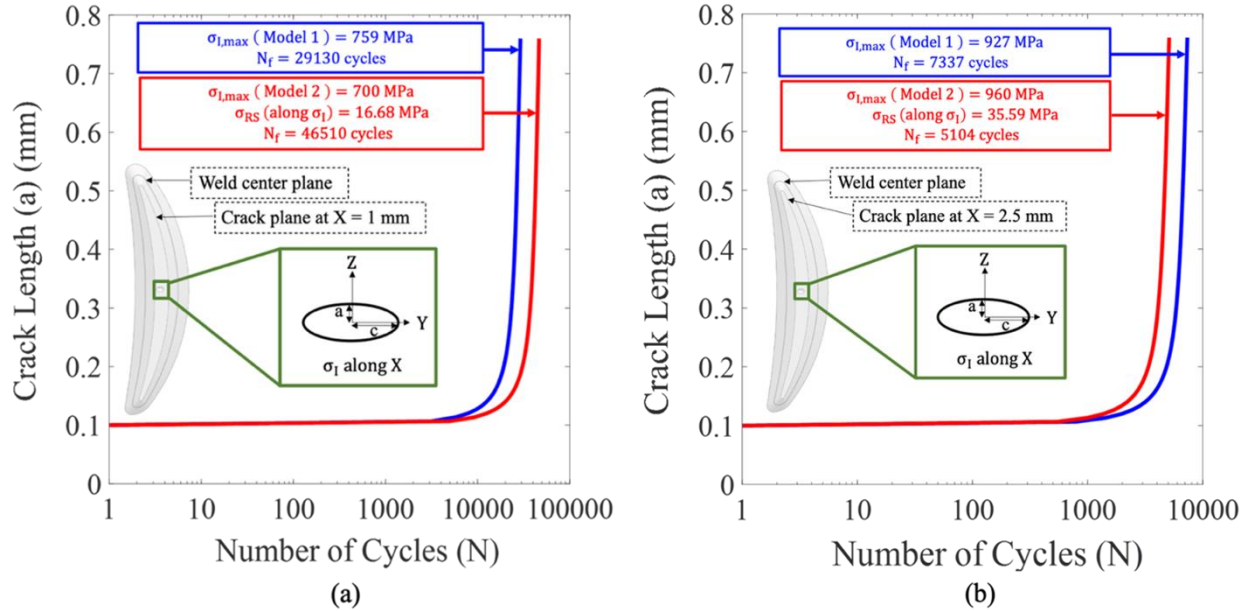 0.8
0.7
0.6
0.5
0.4
0.3
0.2
0.1
0
Crack Length (a) (mm)
σI,max ( Model 1 ) = 759 MPa
Nf = 29130 cycles
σI,max ( Model 2 ) = 700 MPa
σRS (along σI ) = 16.68 MPa
Nf = 46510 cycles
Weld center plane
Crack plane at X = 1 mm
Z
a
c
Y
σI along X
1 10 100 1000 10000 100000
Number of Cycles (N)
(a)
0.8
0.7
0.6
0.5
0.4
0.3
0.2
0.1
0
Crack Length (a) (mm)
σI,max ( Model 1 ) = 927 MPa
Nf = 7337 cycles
σI,max ( Model 2 ) = 960 MPa
σRS (along σI ) = 35.59 MPa
Nf = 5104 cycles
Weld center plane
Crack plane at X = 2.5 mm
Z
a
c
Y
σI along X
1 10 100 1000 10000
Number of Cycles (N)
(b)